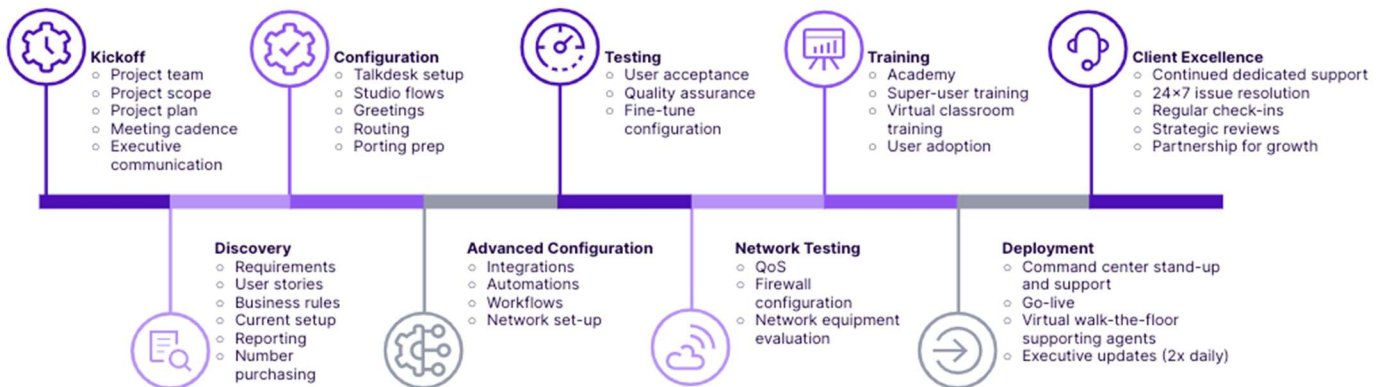 Kickoff
○ Project team
○ Project scope
○ Project plan
○ Meeting cadence
○ Executive
communication
Configuration
○ Talkdesk setup
○ Studio flows
○ Greetings
○ Routing
○ Porting prep
Testing
○ User acceptance
○ Quality assurance
○ Fine-tune
configuration
Training
○ Academy
○ Super-user training
○ Virtual classroom
training
○ User adoption
Client Excellence
○ Continued dedicated support
○ 24×7 issue resolution
○ Regular check-ins
○ Strategic reviews
○ Partnership for growth
Discovery
○ Requirements
○ User stories
○ Business rules
○ Current setup
○ Reporting
○ Number
purchasing
Advanced Configuration
○ Integrations
○ Automations
○ Workflows
○ Network set-up
Network Testing
○ QoS
○ Firewall
configuration
○ Network equipment
evaluation
Deployment
○ Command center stand-up
and support
○ Go-live
○ Virtual walk-the-floor
supporting agents
○ Executive updates (2x daily)